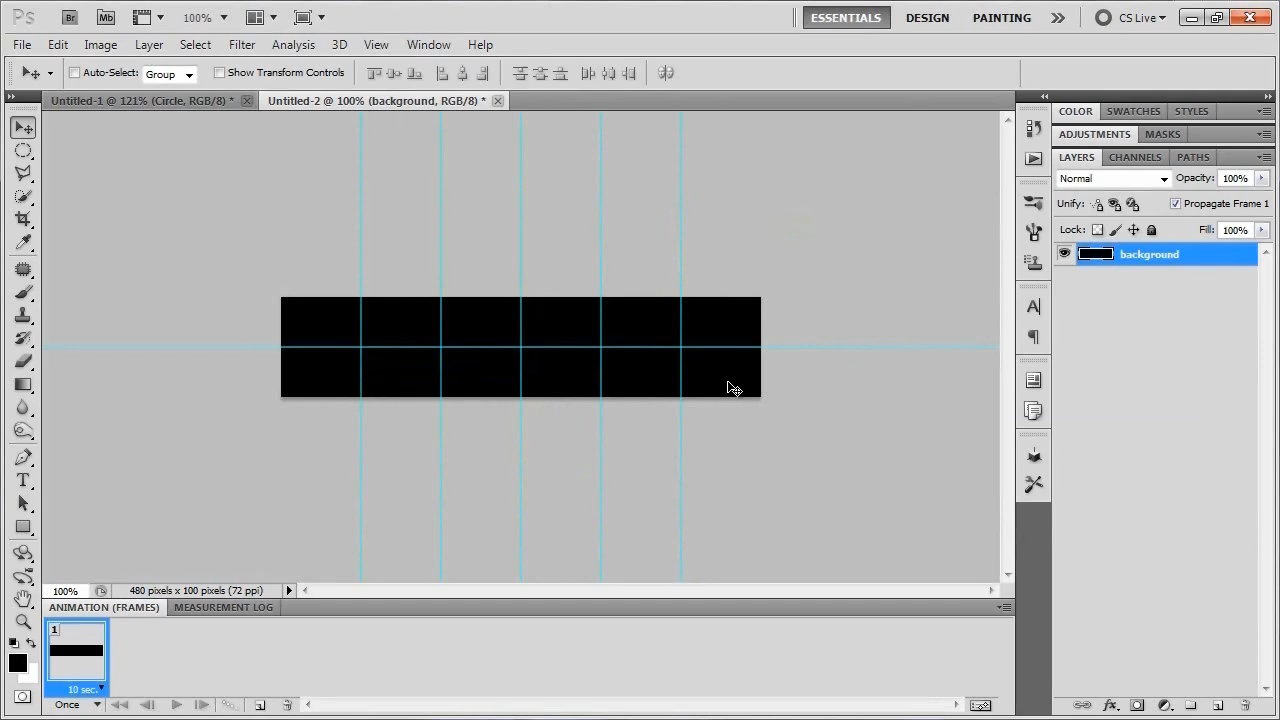 Ps Br Mb 100% ESSENTIALS DESIGN PAINTING CS Live
File Edit Image Layer Select Filter Analysis 3D View Window Help
Auto-Select: Group Show Transform Controls
Untitled-1 @ 121% (Circle, RGB/8) * Untitled-2 @ 100% (background, RGB/8) *
COLOR SWATCHES STYLES
ADJUSTMENTS MASKS
LAYERS CHANNELS PATHS
Normal Opacity: 100%
Unify: Propagate Frame 1
Lock: Fill: 100%
background
100% 480 pixels x 100 pixels (72 ppi)
ANIMATION (FRAMES) MEASUREMENT LOG
1
10 sec.
Once